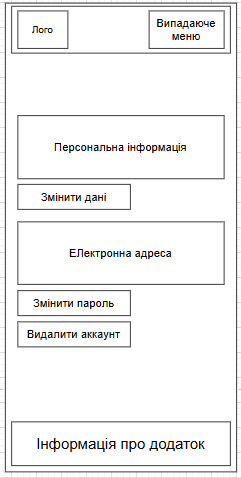 Лого
Випадаюче
меню
Персональна інформація
Змінити дані
ЕЛектронна адреса
Змінити пароль
Видалити аккаунт
Інформація про додаток